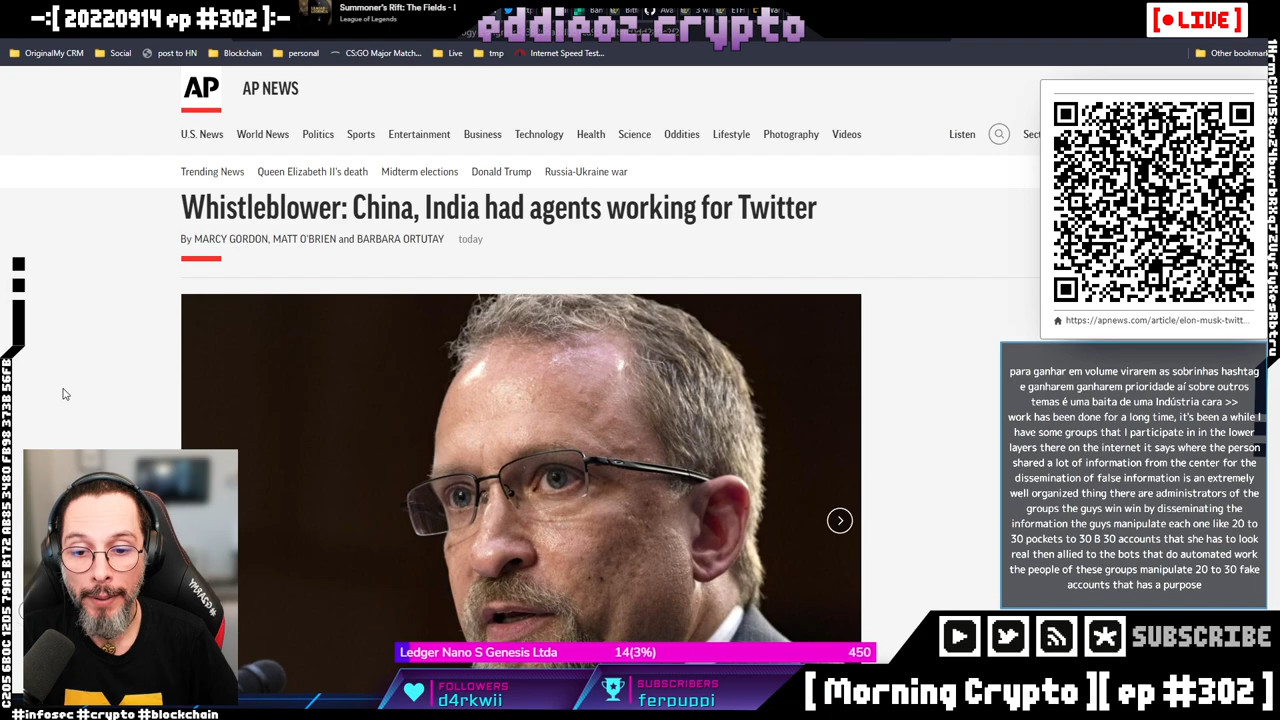 -:[ 20220914 ep #302 ]:-
Summoner's Rift: The Fields - L
League of Legends
eddieoz.crypto
[ LIVE ]
OriginalMy CRM Social post to HN Blockchain personal CS:GO Major Match... Live tmp Internet Speed Test... Other bookmar
AP AP NEWS
U.S. News World News Politics Sports Entertainment Business Technology Health Science Oddities Lifestyle Photography Videos Listen Sect
Trending News Queen Elizabeth II's death Midterm elections Donald Trump Russia-Ukraine war
Whistleblower: China, India had agents working for Twitter
By MARCY GORDON, MATT O'BRIEN and BARBARA ORTUTAY today
https://apnews.com/article/elon-musk-twitt...
para ganhar em volume virarem as sobrinhas hashtag
e ganharem ganharem prioridade aí sobre outros
temas é uma baita de uma Indústria cara >>
work has been done for a long time, it's been a while I
have some groups that I participate in in the lower
layers there on the internet it says where the person
shared a lot of information from the center for the
dissemination of false information is an extremely
well organized thing there are administrators of the
groups the guys win win by disseminating the
information the guys manipulate each one like 20 to
30 pockets to 30 B 30 accounts that she has to look
real then allied to the bots that do automated work
the people of these groups manipulate 20 to 30 fake
accounts that has a purpose
Ledger Nano S Genesis Ltda 14(3%) 450
FOLLOWERS
d4rkwii
SUBSCRIBERS
ferpuppi
SUBSCRIBE
[ Morning Crypto ][ ep #302 ]
#infosec #crypto #blockchain